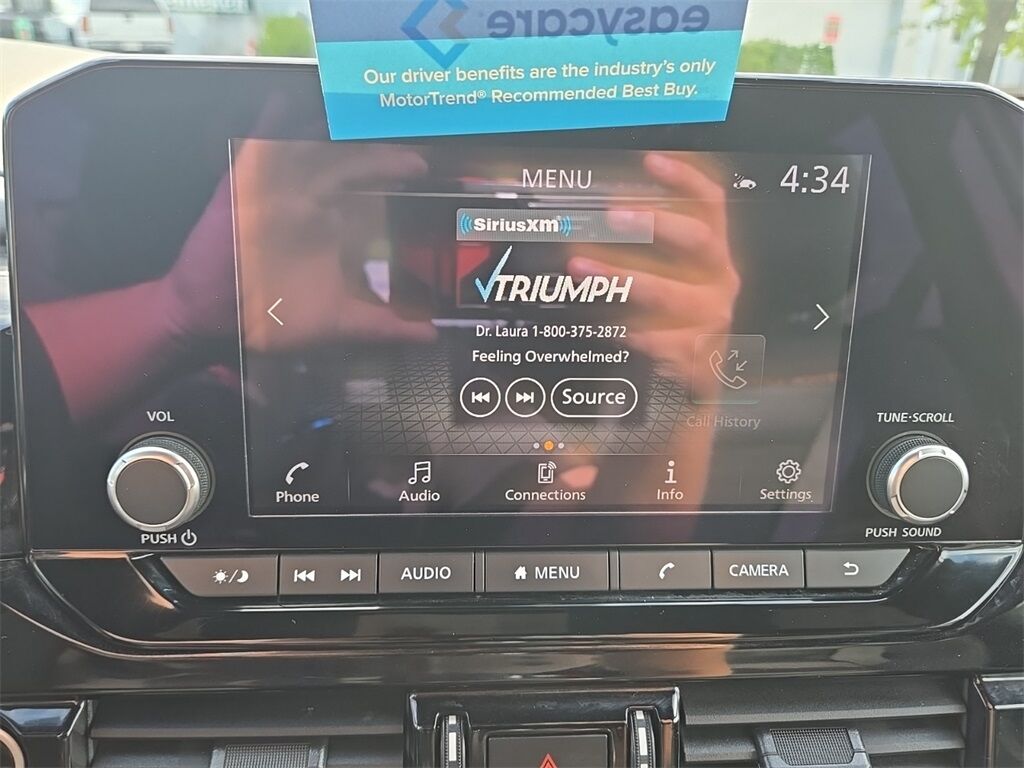 easycare
Our driver benefits are the industry's only
MotorTrend® Recommended Best Buy.
MENU
4:34
SiriusXM
TRIUMPH
Dr. Laura 1-800-375-2872
Feeling Overwhelmed?
Source
Call History
Phone
Audio
Connections
Info
Settings
VOL
PUSH
TUNE·SCROLL
PUSH SOUND
AUDIO
MENU
CAMERA